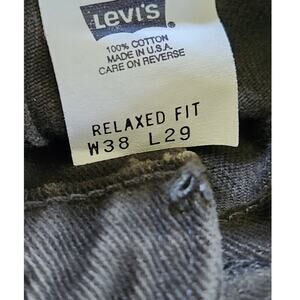 LEVI'S
100% COTTON
MADE IN U.S.A.
CARE ON REVERSE
RELAXED FIT
W38 L29